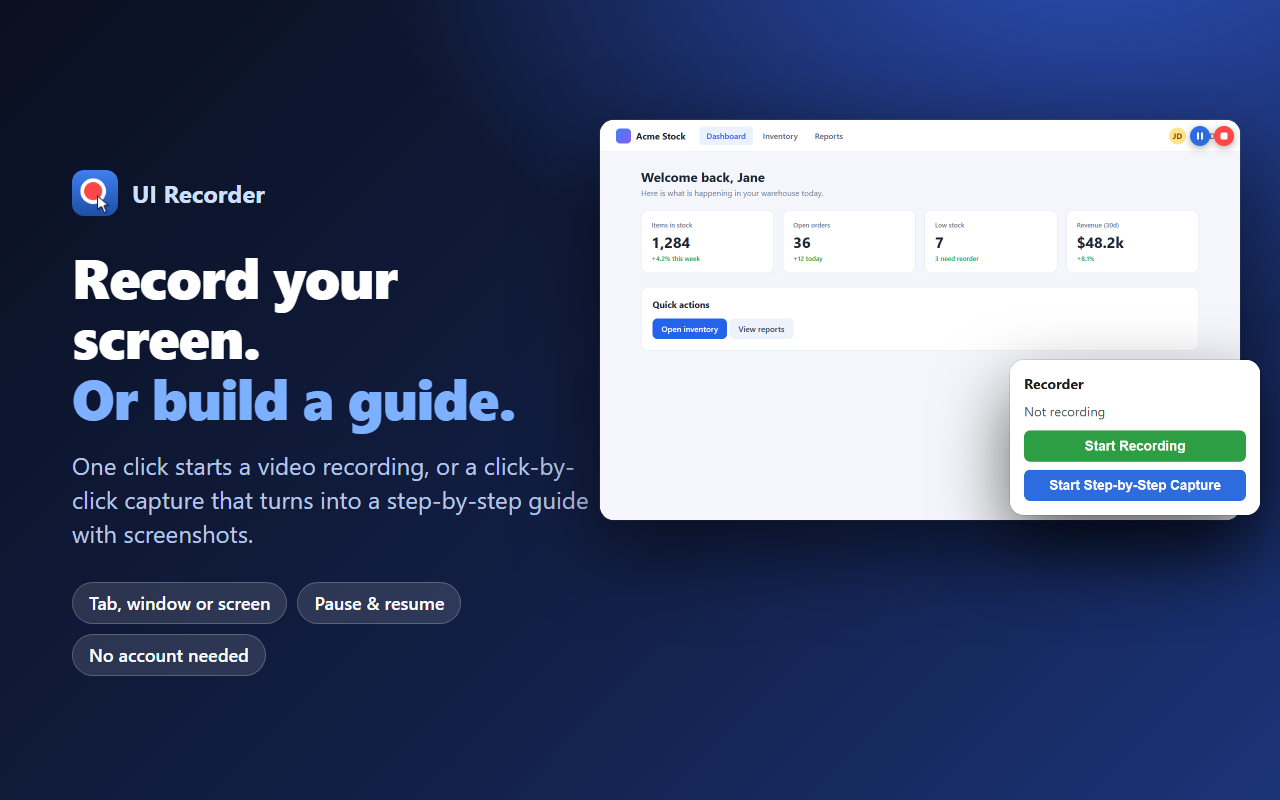 UI Recorder
Record your
screen.
Or build a guide.
One click starts a video recording, or a click-by-
click capture that turns into a step-by-step guide
with screenshots.
Tab, window or screen
Pause & resume
No account needed
Acme Stock
Dashboard
Inventory
Reports
JD
Welcome back, Jane
Here is what is happening in your warehouse today.
Items in stock
1,284
+4.2% this week
Open orders
36
+12 today
Low stock
7
3 need reorder
Revenue (30d)
$48.2k
+8.1%
Quick actions
Open inventory
View reports
Recorder
Not recording
Start Recording
Start Step-by-Step Capture